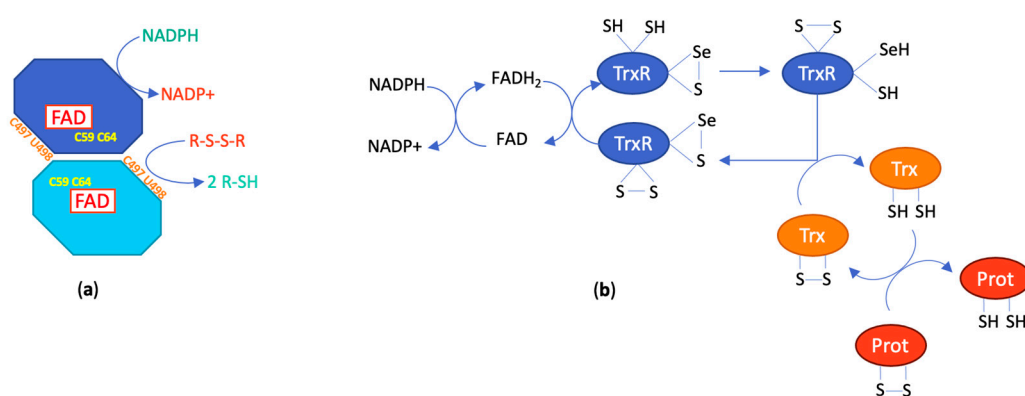 NADPH
NADP+
FAD
C59 C64
C497 U498
R-S-S-R
2 R-SH
C497 U498
C59 C64
FAD
(a)
NADPH
NADP+
FADH2
FAD
SH SH
TrxR
Se
S
TrxR
Se
S
S S
S S
TrxR
SeH
SH
Trx
SH SH
Trx
S S
Prot
SH SH
Prot
S S
(b)